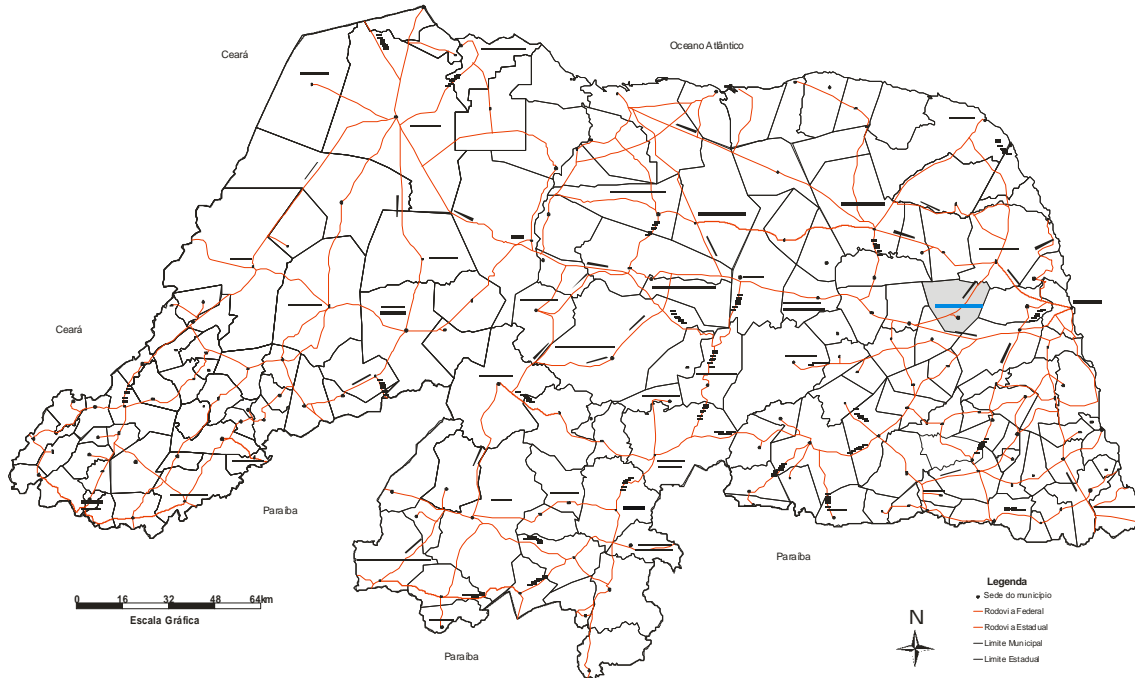 Ceará
Oceano Atlântico
Ceará
Paraíba
Paraíba
Paraíba
0 16 32 48 64km
Escala Gráfica
N
Legenda
Sede do município
Rodovia Federal
Rodovia Estadual
Limite Municipal
Limite Estadual